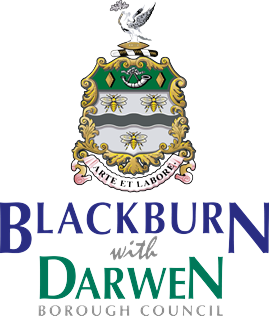 ARTE ET LABORE
BLACKBURN
with
DARWEN
BOROUGH COUNCIL